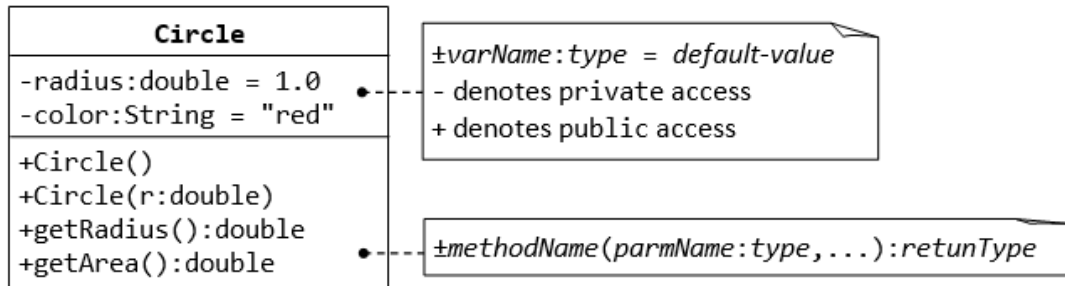 Circle
-radius:double = 1.0
-color:String = "red"
+Circle()
+Circle(r:double)
+getRadius():double
+getArea():double
±varName:type = default-value
- denotes private access
+ denotes public access
±methodName(parmName:type,...):retunType